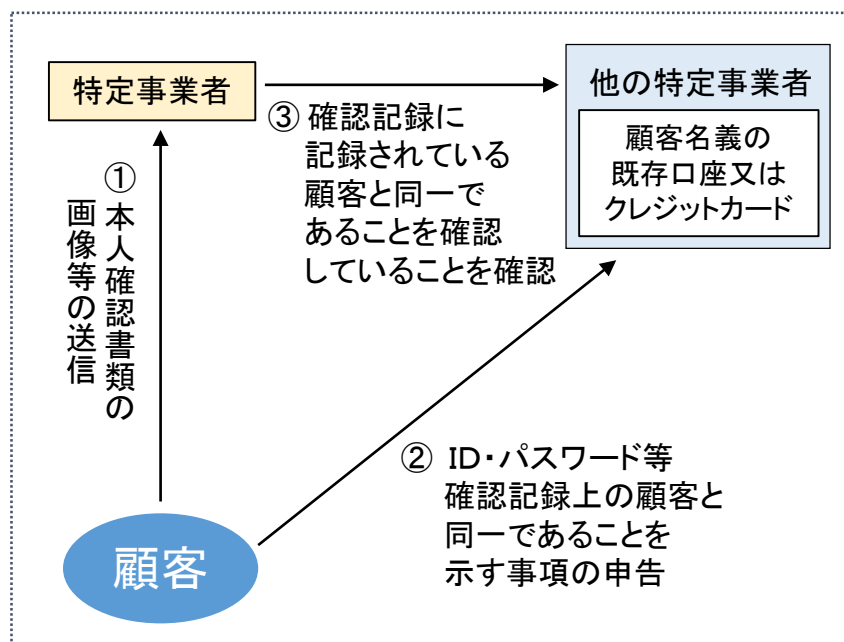 特定事業者
他の特定事業者
顧客名義の
既存口座又は
クレジットカード
③ 確認記録に
記録されている
顧客と同一で
あることを確認
していることを確認
① 本人確認書類の
画像等の送信
② ID・パスワード等
確認記録上の顧客と
同一であることを
示す事項の申告
顧客